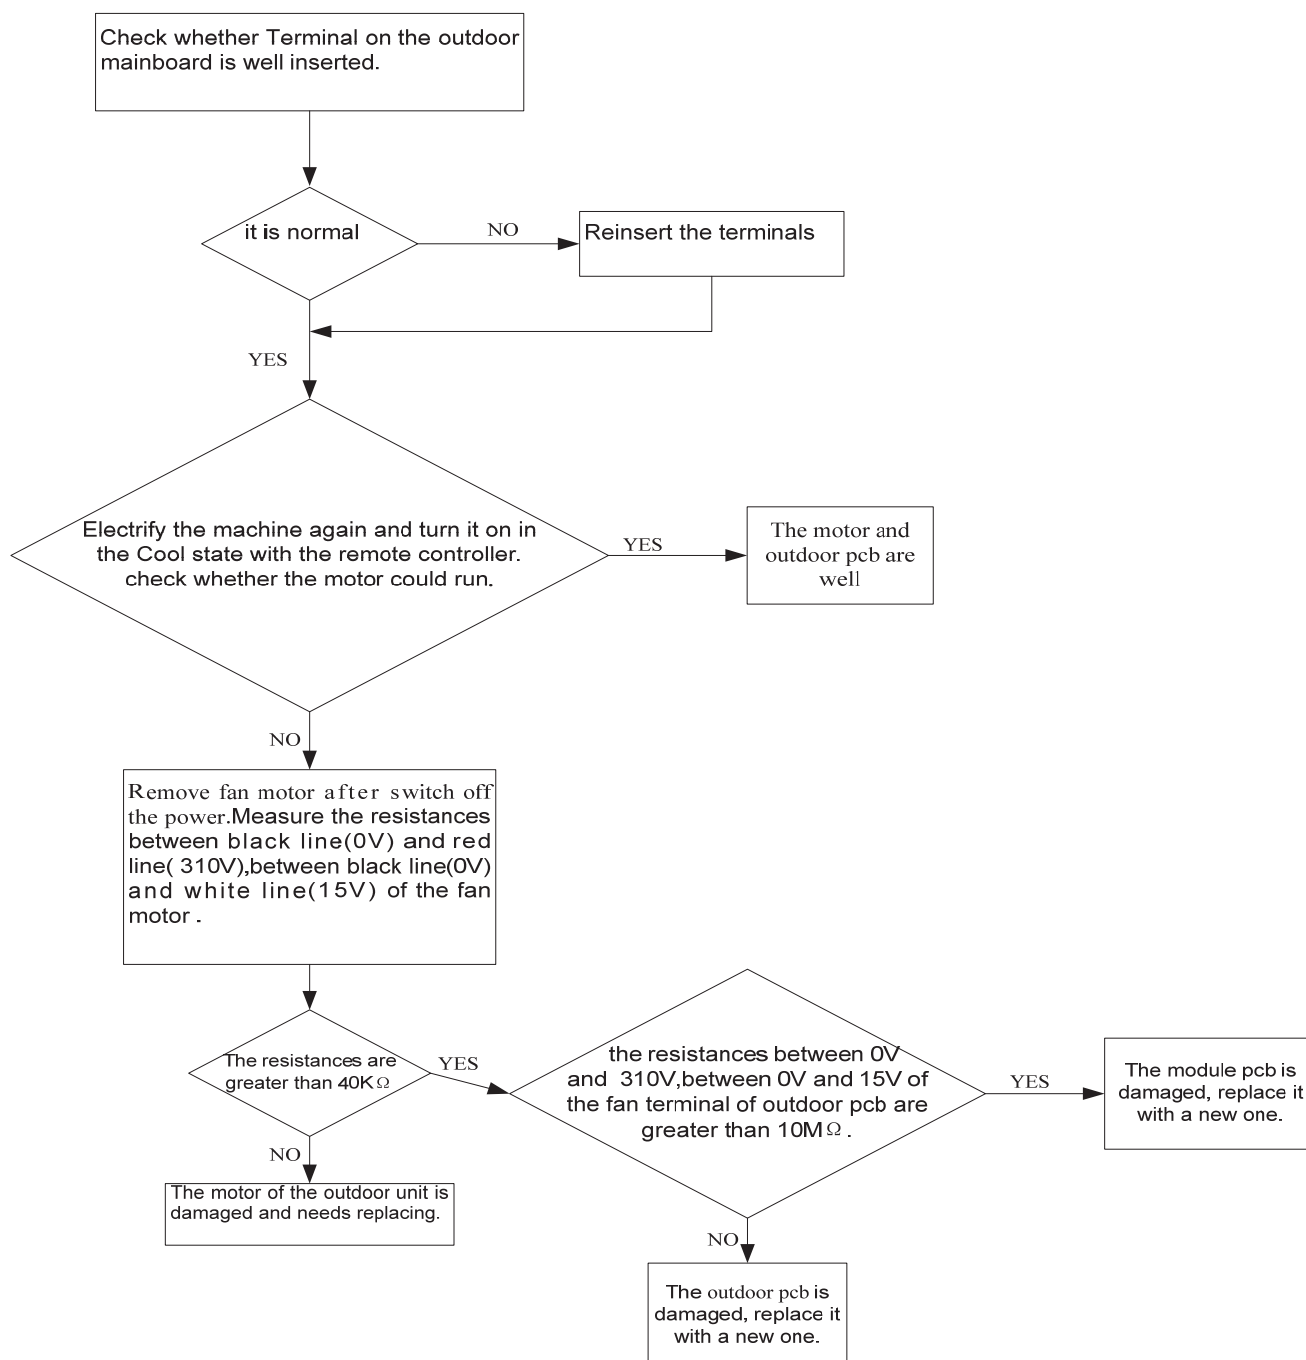 Check whether Terminal on the outdoor
mainboard is well inserted.
it is normal
NO
Reinsert the terminals
YES
Electrify the machine again and turn it on in
the Cool state with the remote controller.
check whether the motor could run.
YES
The motor and
outdoor pcb are
well
NO
Remove fan motor after switch off
the power.Measure the resistances
between black line(0V) and red
line( 310V),between black line(0V)
and white line(15V) of the fan
motor .
The resistances are
greater than 40KΩ
YES
the resistances between 0V
and 310V,between 0V and 15V of
the fan terminal of outdoor pcb are
greater than 10MΩ.
YES
The module pcb is
damaged, replace it
with a new one.
NO
The motor of the outdoor unit is
damaged and needs replacing.
NO
The outdoor pcb is
damaged, replace it
with a new one.